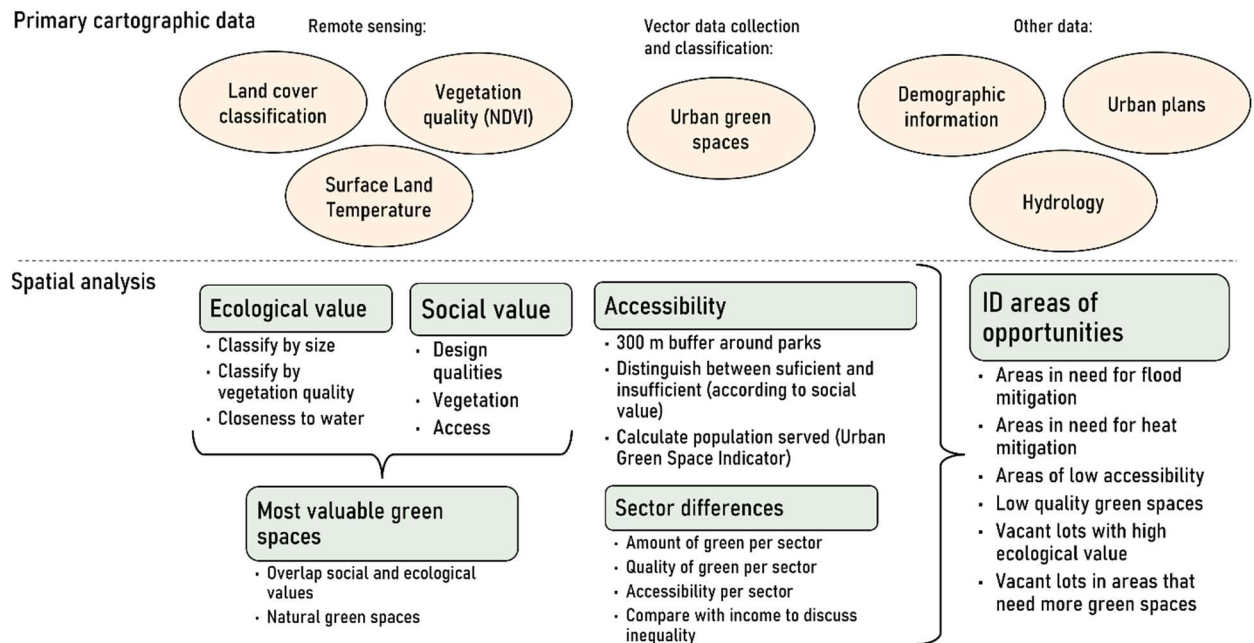 Primary cartographic data
Remote sensing:
Land cover
classification
Vegetation
quality (NDVI)
Surface Land
Temperature
Vector data collection
and classification:
Urban green
spaces
Other data:
Demographic
information
Urban plans
Hydrology
Spatial analysis
Ecological value
· Classify by size
· Classify by
vegetation quality
· Closeness to water
Social value
· Design
qualities
· Vegetation
· Access
Most valuable green
spaces
· Overlap social and ecological
values
· Natural green spaces
Accessibility
· 300 m buffer around parks
· Distinguish between suficient and
insufficient (according to social
value)
· Calculate population served (Urban
Green Space Indicator)
Sector differences
· Amount of green per sector
· Quality of green per sector
· Accessibility per sector
· Compare with income to discuss
inequality
ID areas of
opportunities
· Areas in need for flood
mitigation
· Areas in need for heat
mitigation
· Areas of low accessibility
· Low quality green spaces
· Vacant lots with high
ecological value
· Vacant lots in areas that
need more green spaces